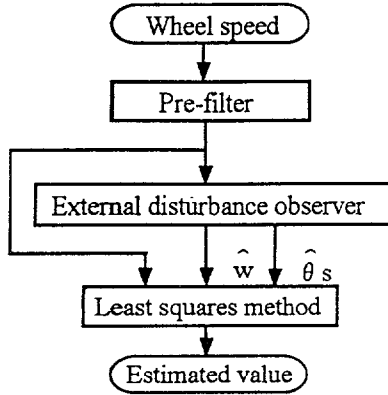 Wheel speed
Pre-filter
External disturbance observer
ŵ θ̂ s
Least squares method
Estimated value